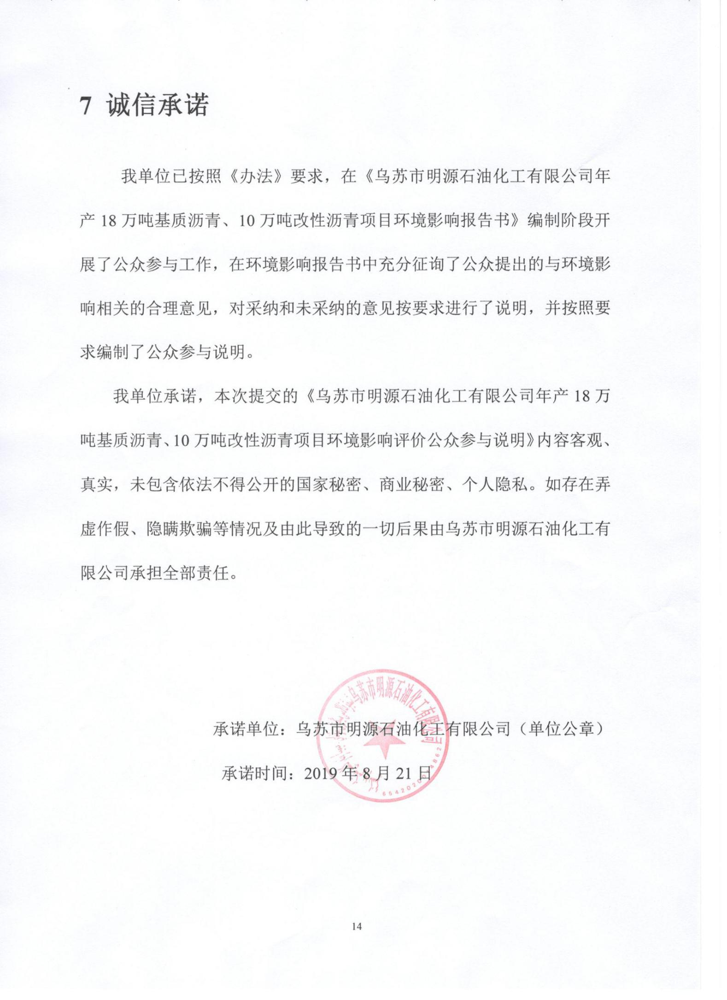 7 诚信承诺
我单位已按照《办法》要求，在《乌苏市明源石油化工有限公司年
产 18 万吨基质沥青、10 万吨改性沥青项目环境影响报告书》编制阶段开
展了公众参与工作，在环境影响报告书中充分征询了公众提出的与环境影
响相关的合理意见，对采纳和未采纳的意见按要求进行了说明，并按照要
求编制了公众参与说明。
我单位承诺，本次提交的《乌苏市明源石油化工有限公司年产 18 万
吨基质沥青、10 万吨改性沥青项目环境影响评价公众参与说明》内容客观、
真实，未包含依法不得公开的国家秘密、商业秘密、个人隐私。如存在弄
虚作假、隐瞒欺骗等情况及由此导致的一切后果由乌苏市明源石油化工有
限公司承担全部责任。
乌苏市明源石油化工有限公司
承诺单位：乌苏市明源石油化工有限公司（单位公章）
承诺时间：2019 年 8 月 21 日
14